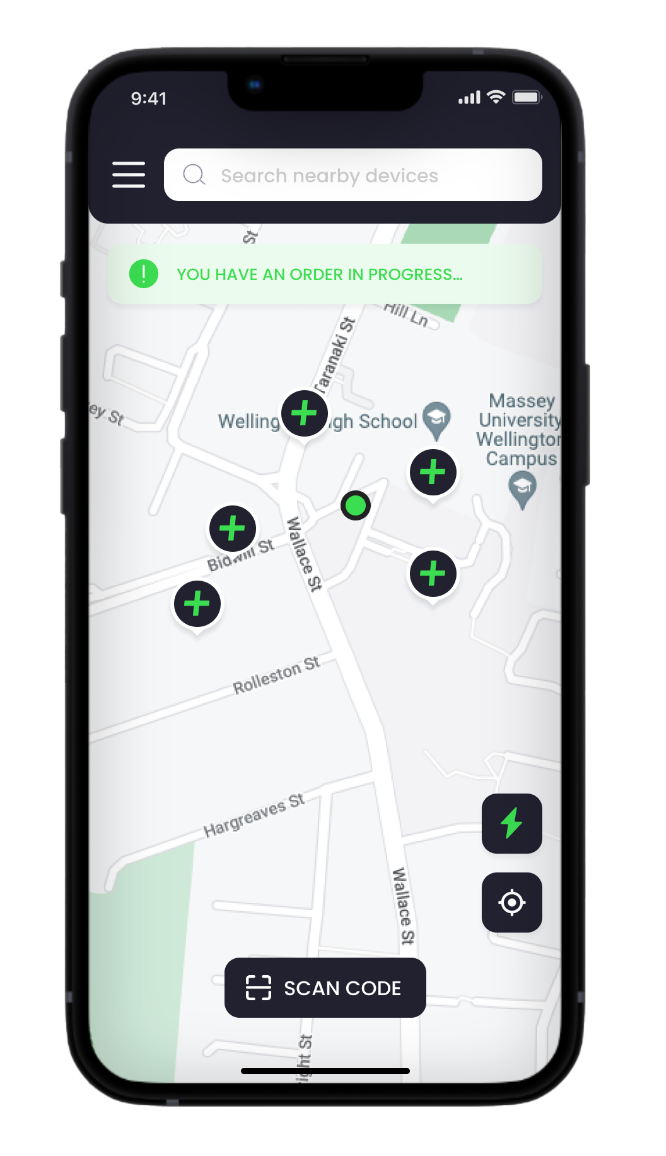 9:41
Search nearby devices
St
YOU HAVE AN ORDER IN PROGRESS...
Hill Ln
Taranaki St
ey St
Massey
University
Wellington
Campus
Welling gh School
Bidwill St
Wallace St
Rolleston St
Hargreaves St
Wallace St
SCAN CODE
ight St